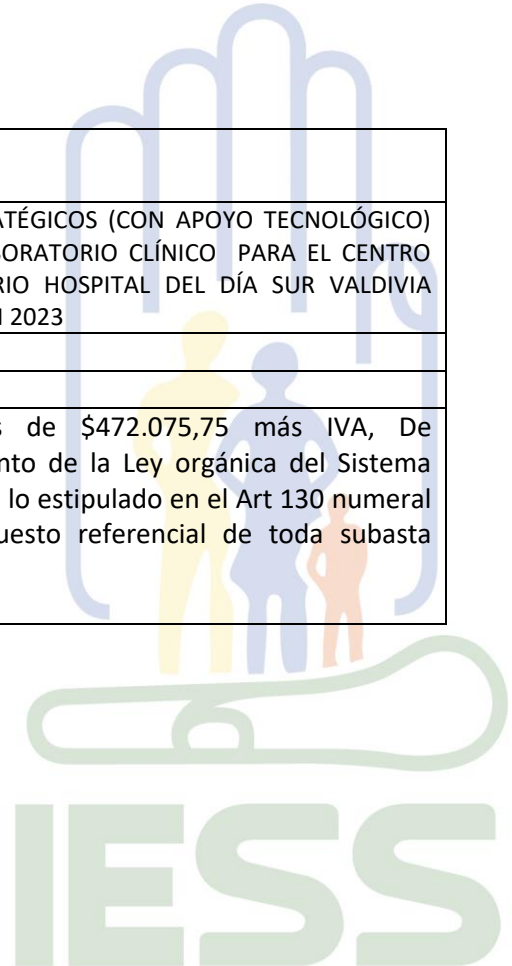 ATÉGICOS (CON APOYO TECNOLÓGICO)
BORATORIO CLÍNICO PARA EL CENTRO
RIO HOSPITAL DEL DÍA SUR VALDIVIA
2023
s de $472.075,75 más IVA, De
nto de la Ley orgánica del Sistema
lo estipulado en el Art 130 numeral
uesto referencial de toda subasta
IESS